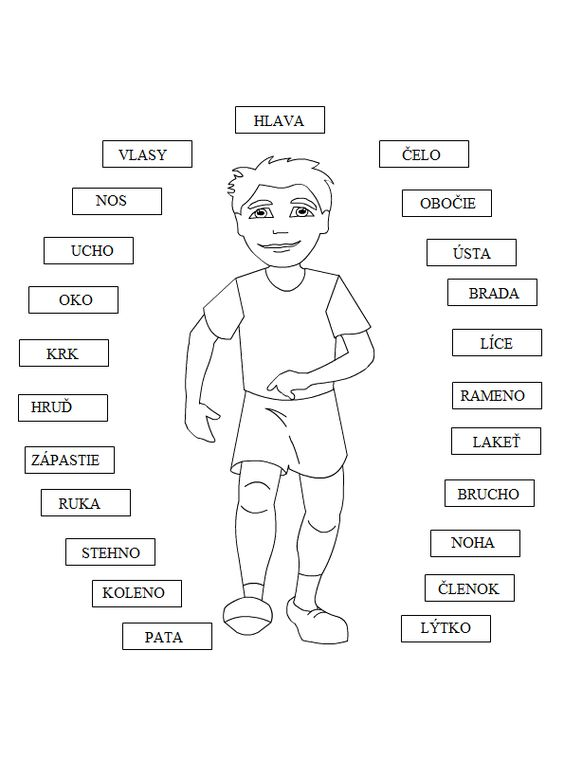 HLAVA
VLASY
ČELO
NOS
OBOČIE
UCHO
ÚSTA
OKO
BRADA
KRK
LÍCE
HRUĎ
RAMENO
ZÁPASTIE
LAKEŤ
RUKA
BRUCHO
STEHNO
NOHA
KOLENO
ČLENOK
PATA
LÝTKO